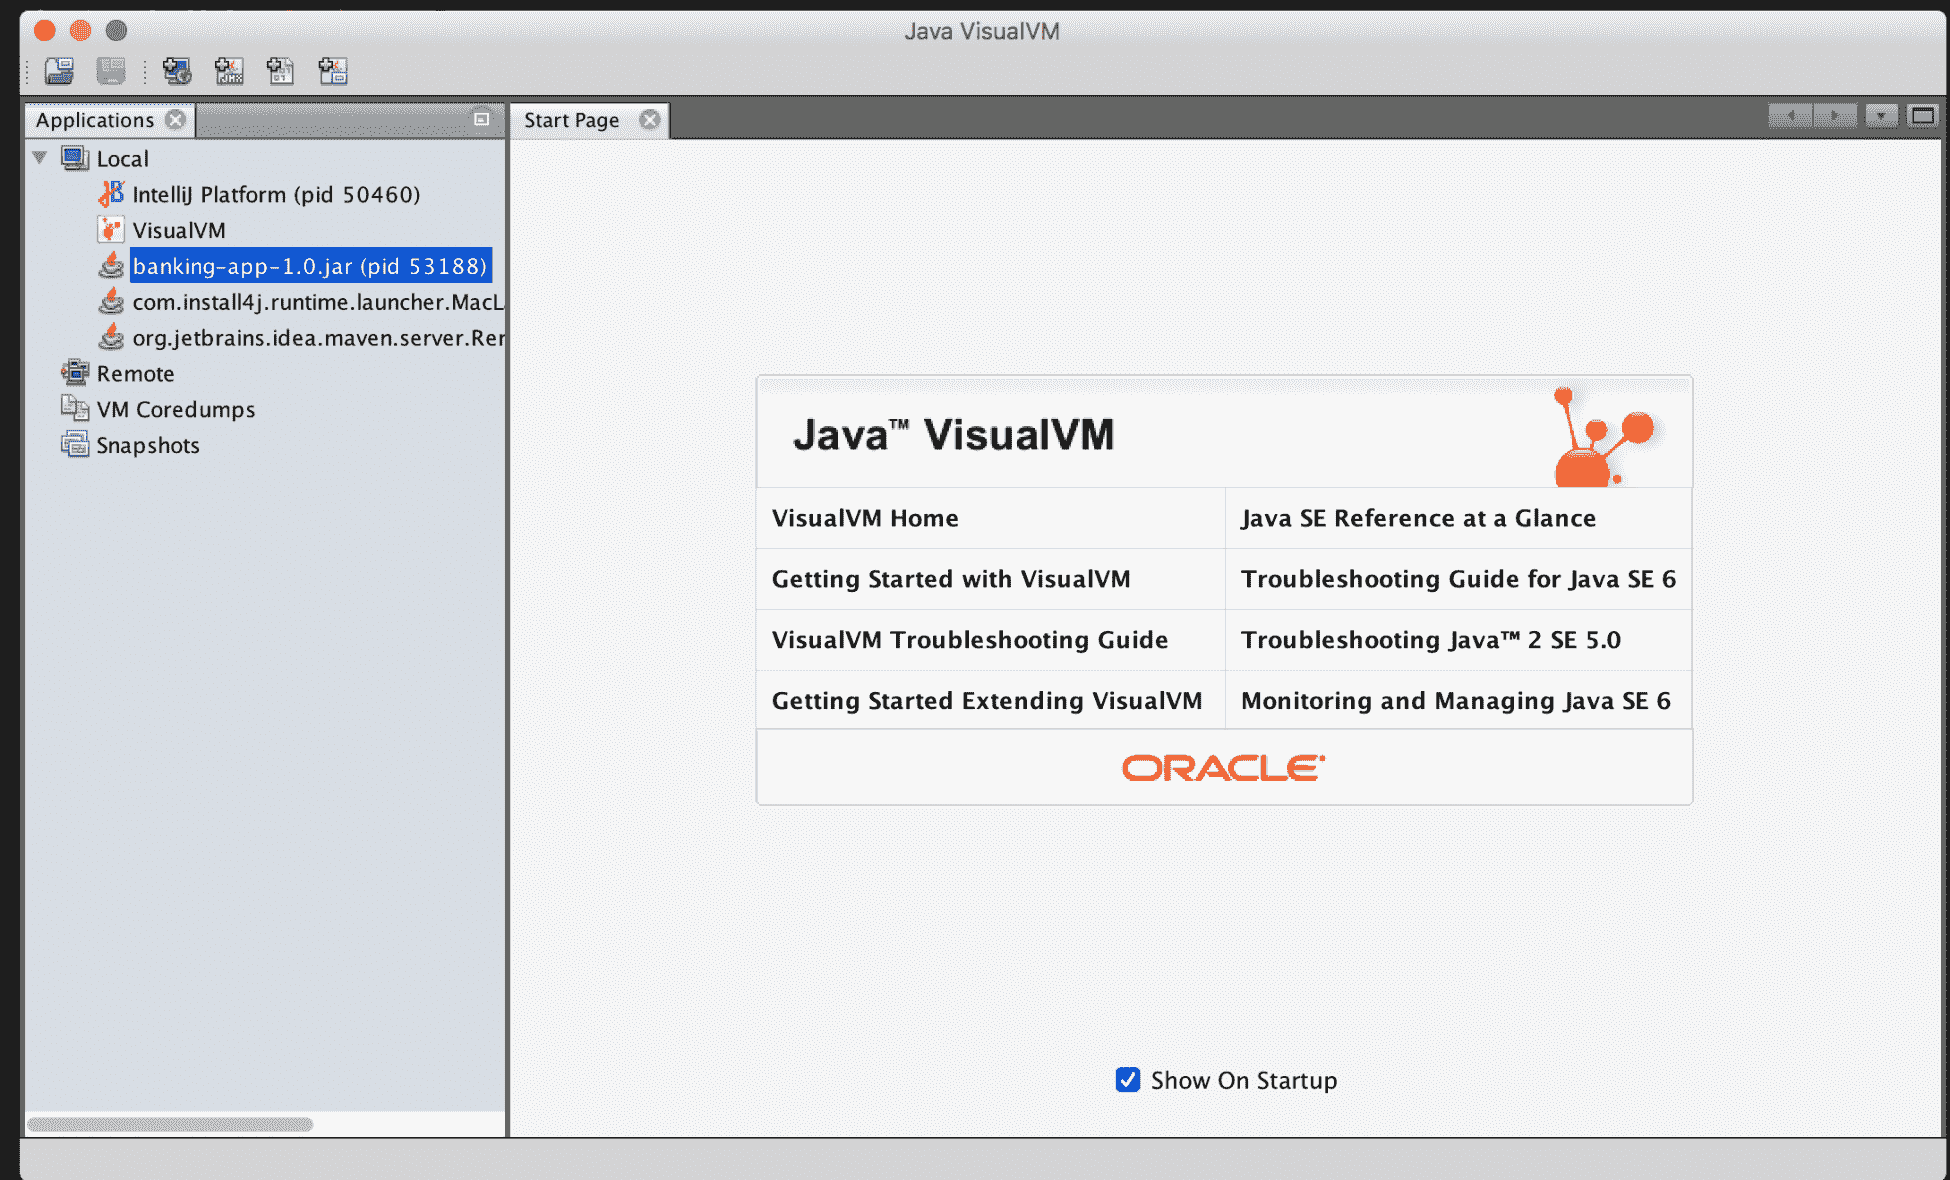 Java VisualVM
Applications
Start Page
Local
IntelliJ Platform (pid 50460)
VisualVM
banking-app-1.0.jar (pid 53188)
com.install4j.runtime.launcher.MacL
org.jetbrains.idea.maven.server.Rer
Remote
VM Coredumps
Snapshots
Java™ VisualVM
VisualVM Home
Java SE Reference at a Glance
Getting Started with VisualVM
Troubleshooting Guide for Java SE 6
VisualVM Troubleshooting Guide
Troubleshooting Java™ 2 SE 5.0
Getting Started Extending VisualVM
Monitoring and Managing Java SE 6
ORACLE
Show On Startup